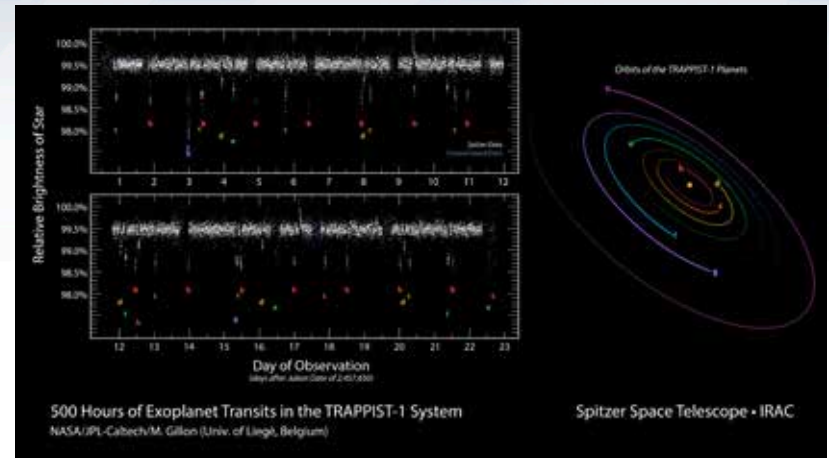 Relative Brightness of Star
100.0%
99.5%
99.0%
98.5%
98.0%
Spitzer Data
1 2 3 4 5 6 7 8 9 10 11 12
100.0%
99.5%
98.5%
98.0%
12 13 14 15 16 17 18 19 20 21 22 23
Day of Observation
Orbits of the TRAPPIST-1 Planets
500 Hours of Exoplanet Transits in the TRAPPIST-1 System
NASA/JPL-Caltech/M. Gillon (Univ. of Liegé, Belgium)
Spitzer Space Telescope • IRAC